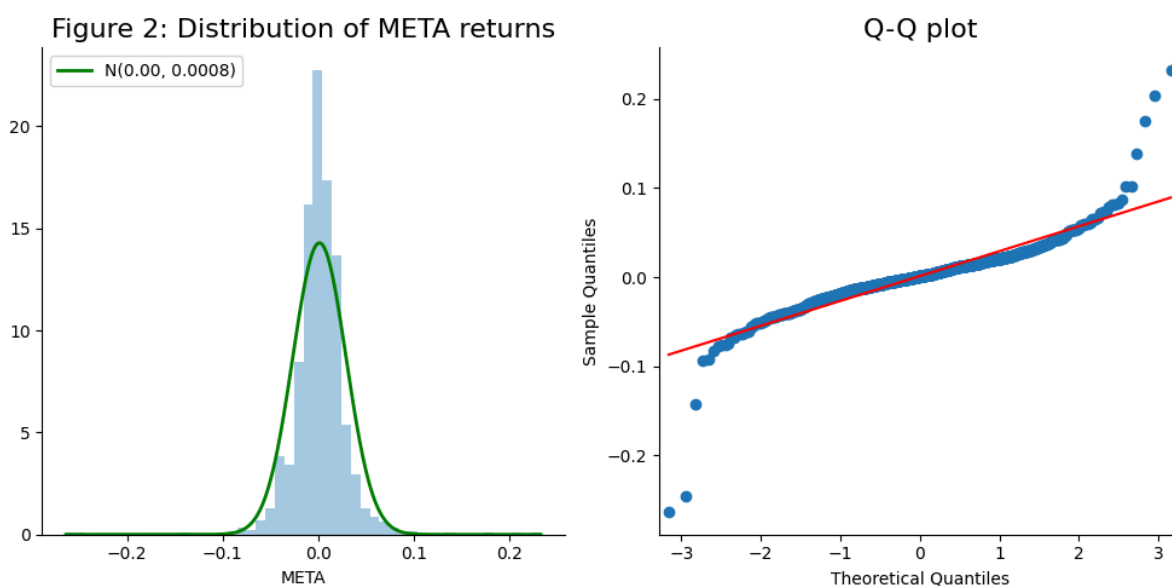 Figure 2: Distribution of META returns
N(0.00, 0.0008)
20
15
10
5
0
−0.2 −0.1 0.0 0.1 0.2
META
Q-Q plot
Sample Quantiles
0.2
0.1
0.0
−0.1
−0.2
−3 −2 −1 0 1 2 3
Theoretical Quantiles